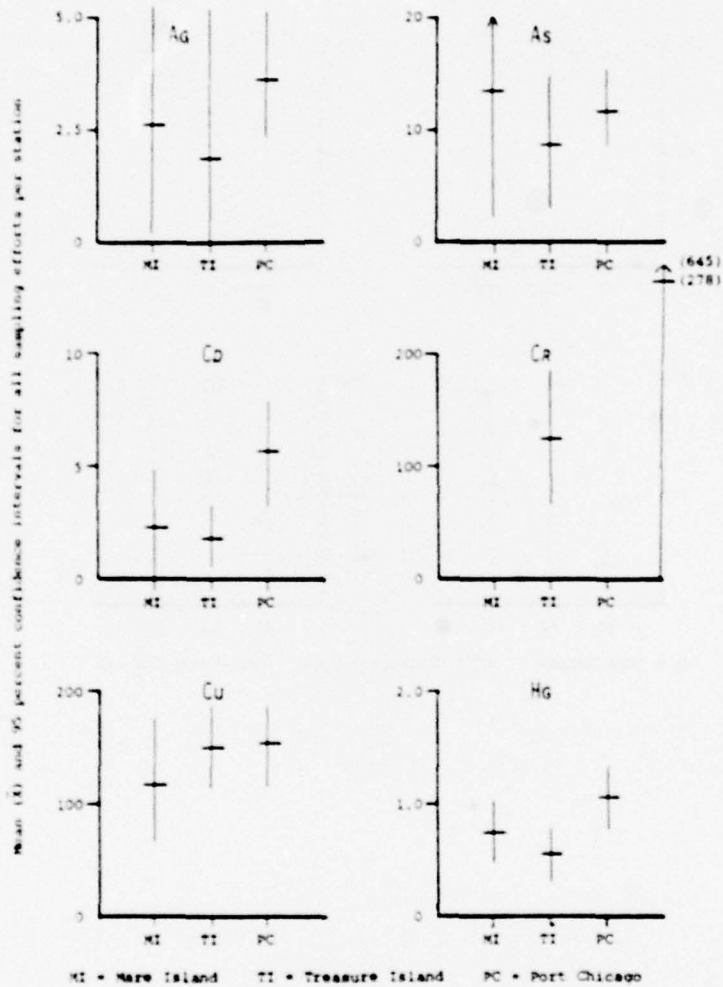 Mean (X̄) and 95 percent confidence intervals for all sampling efforts per station
AG
5.0
2.5
0
MI TI PC
AS
20
10
0
MI TI PC
CD
10
5
0
MI TI PC
CR
200
100
0
MI TI PC
(645)
(278)
CU
200
100
0
MI TI PC
HG
2.0
1.0
0
MI TI PC
MI = Mare Island TI = Treasure Island PC = Port Chicago